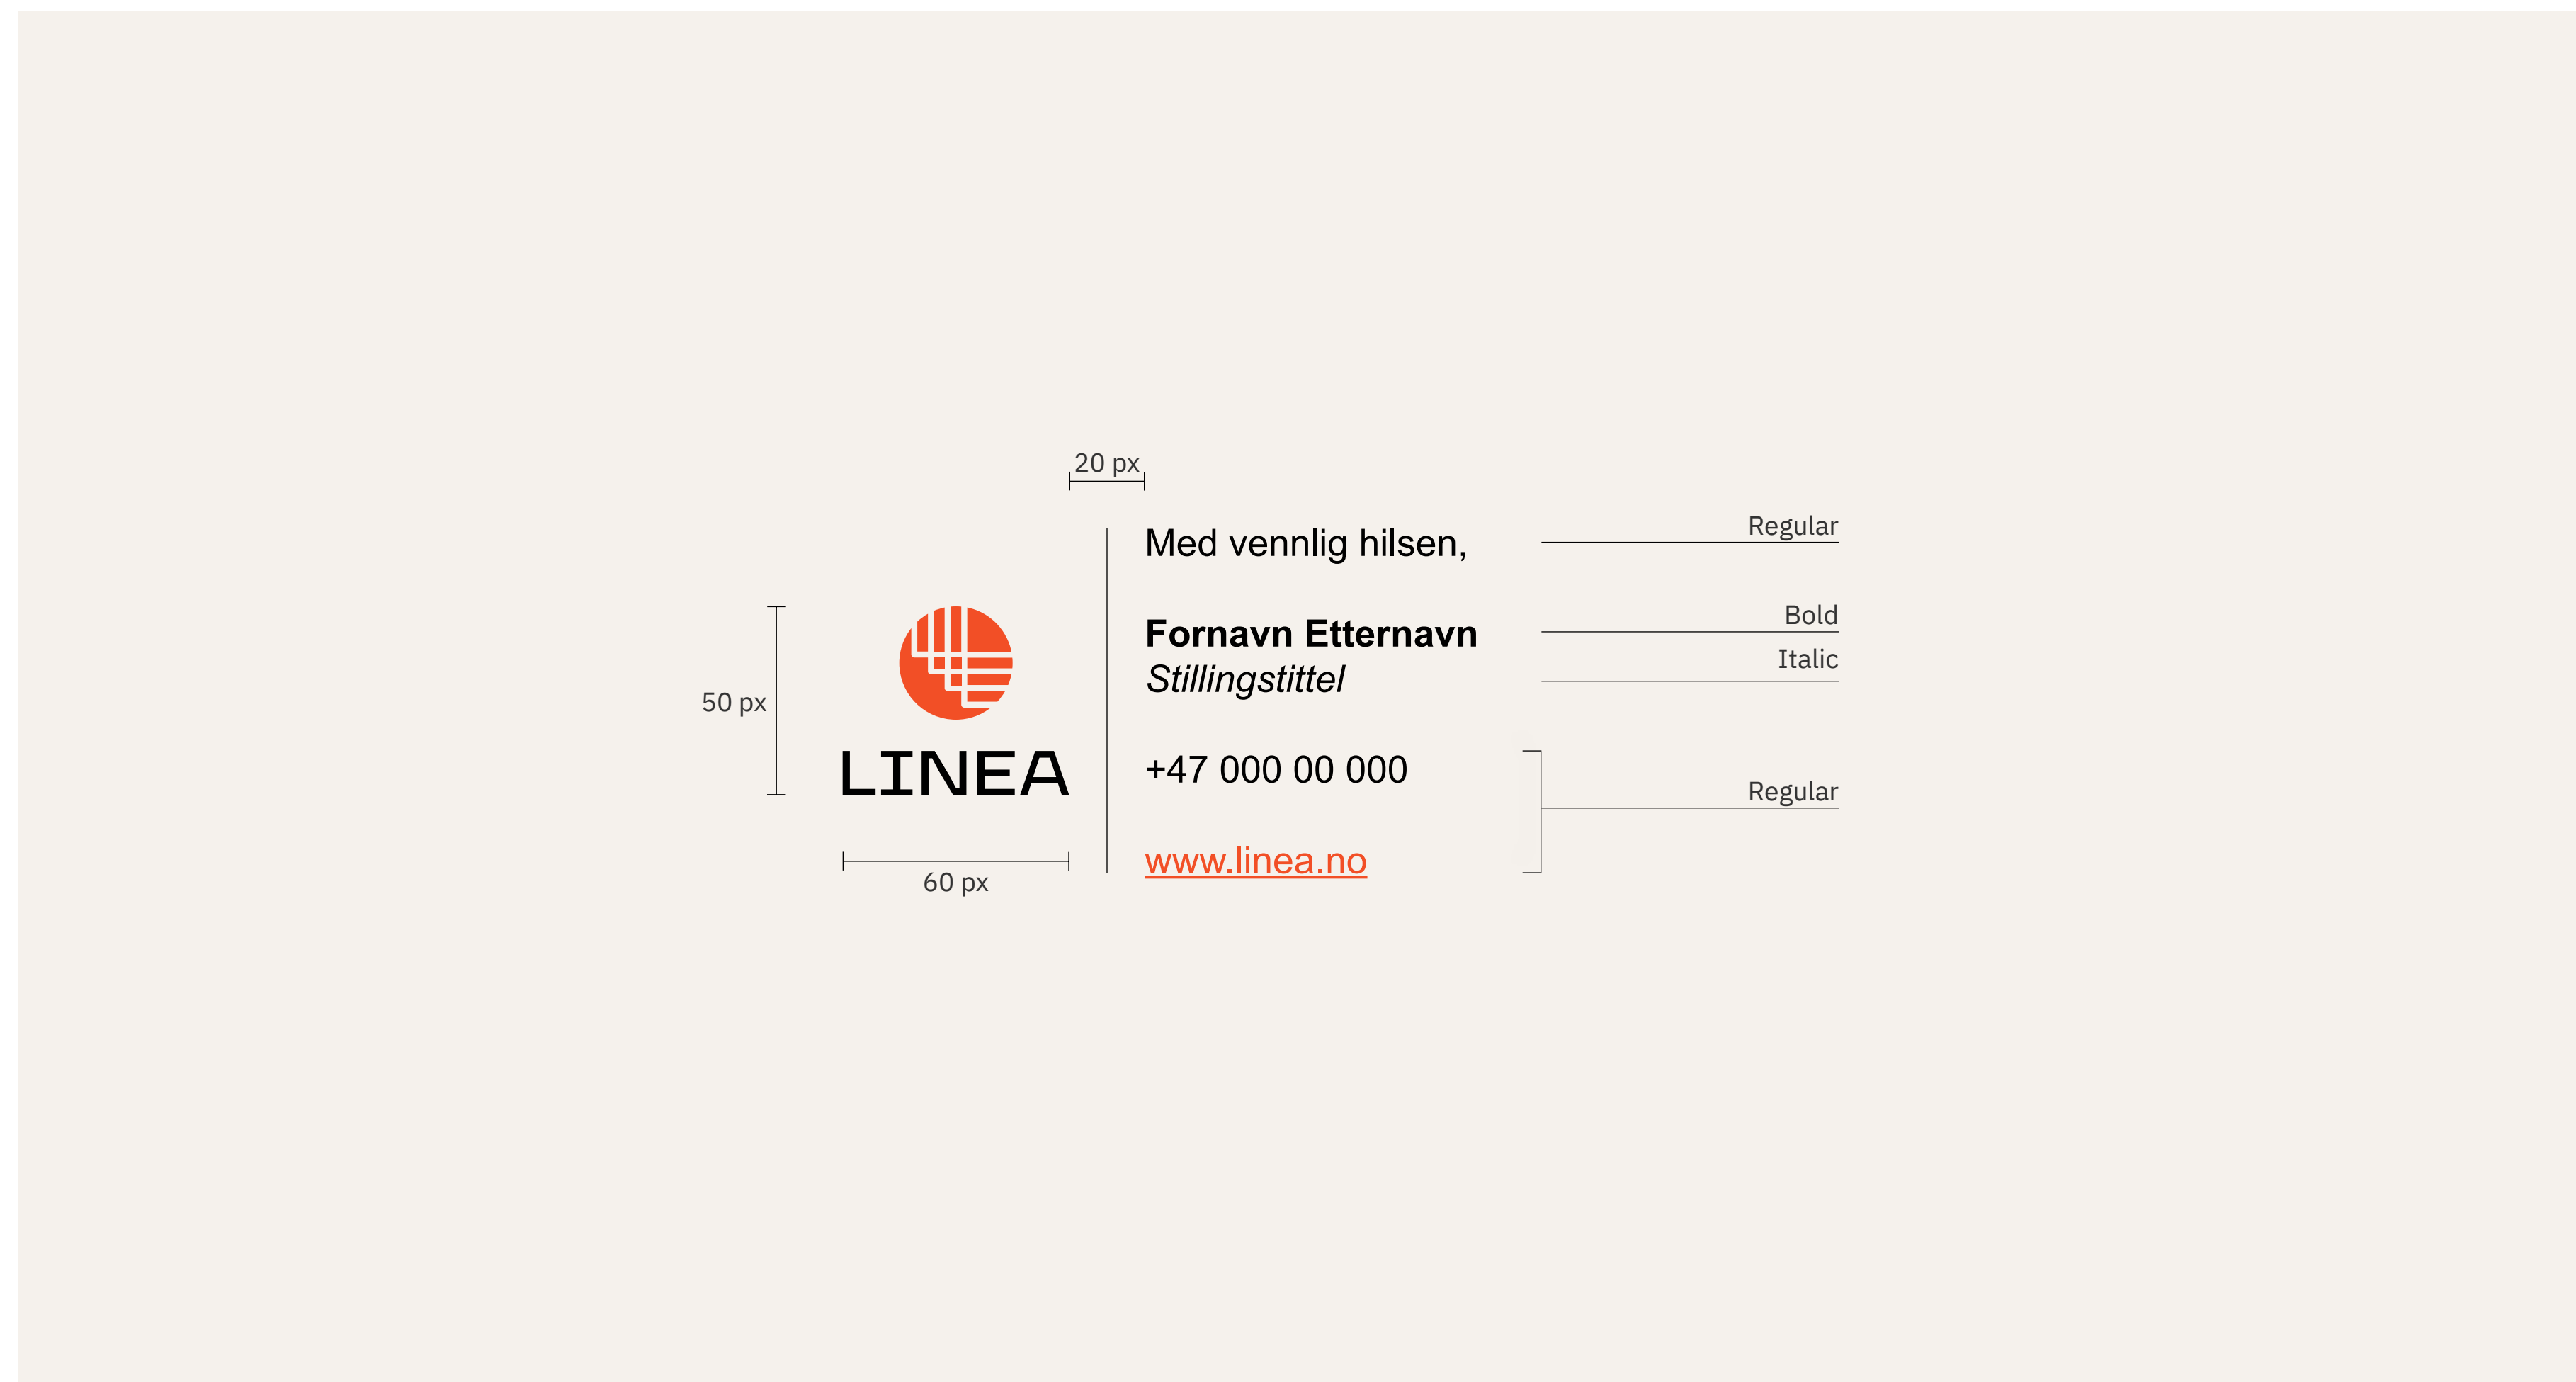 20 px
Med vennlig hilsen,
Regular
Fornavn Etternavn
Bold
Stillingstittel
Italic
50 px
LINEA
+47 000 00 000
Regular
www.linea.no
60 px